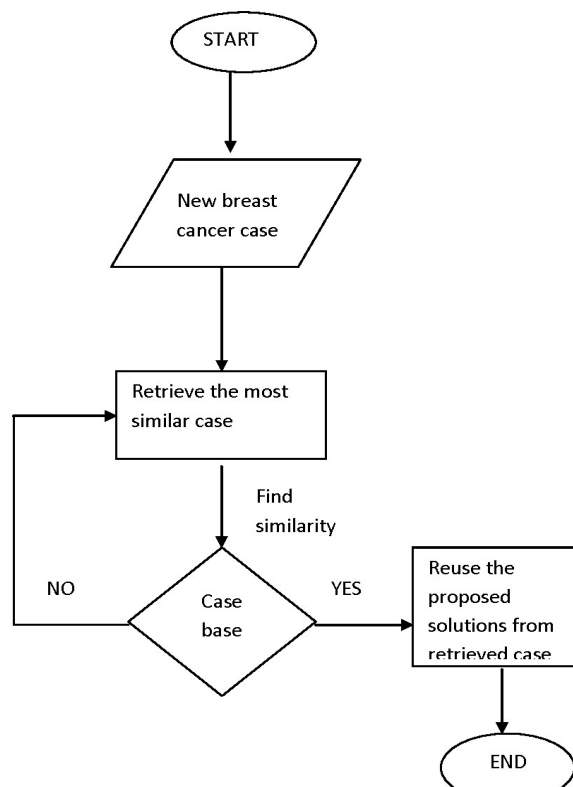 START
New breast
cancer case
Retrieve the most
similar case
Find
similarity
NO
Case
base
YES
Reuse the
proposed
solutions from
retrieved case
END